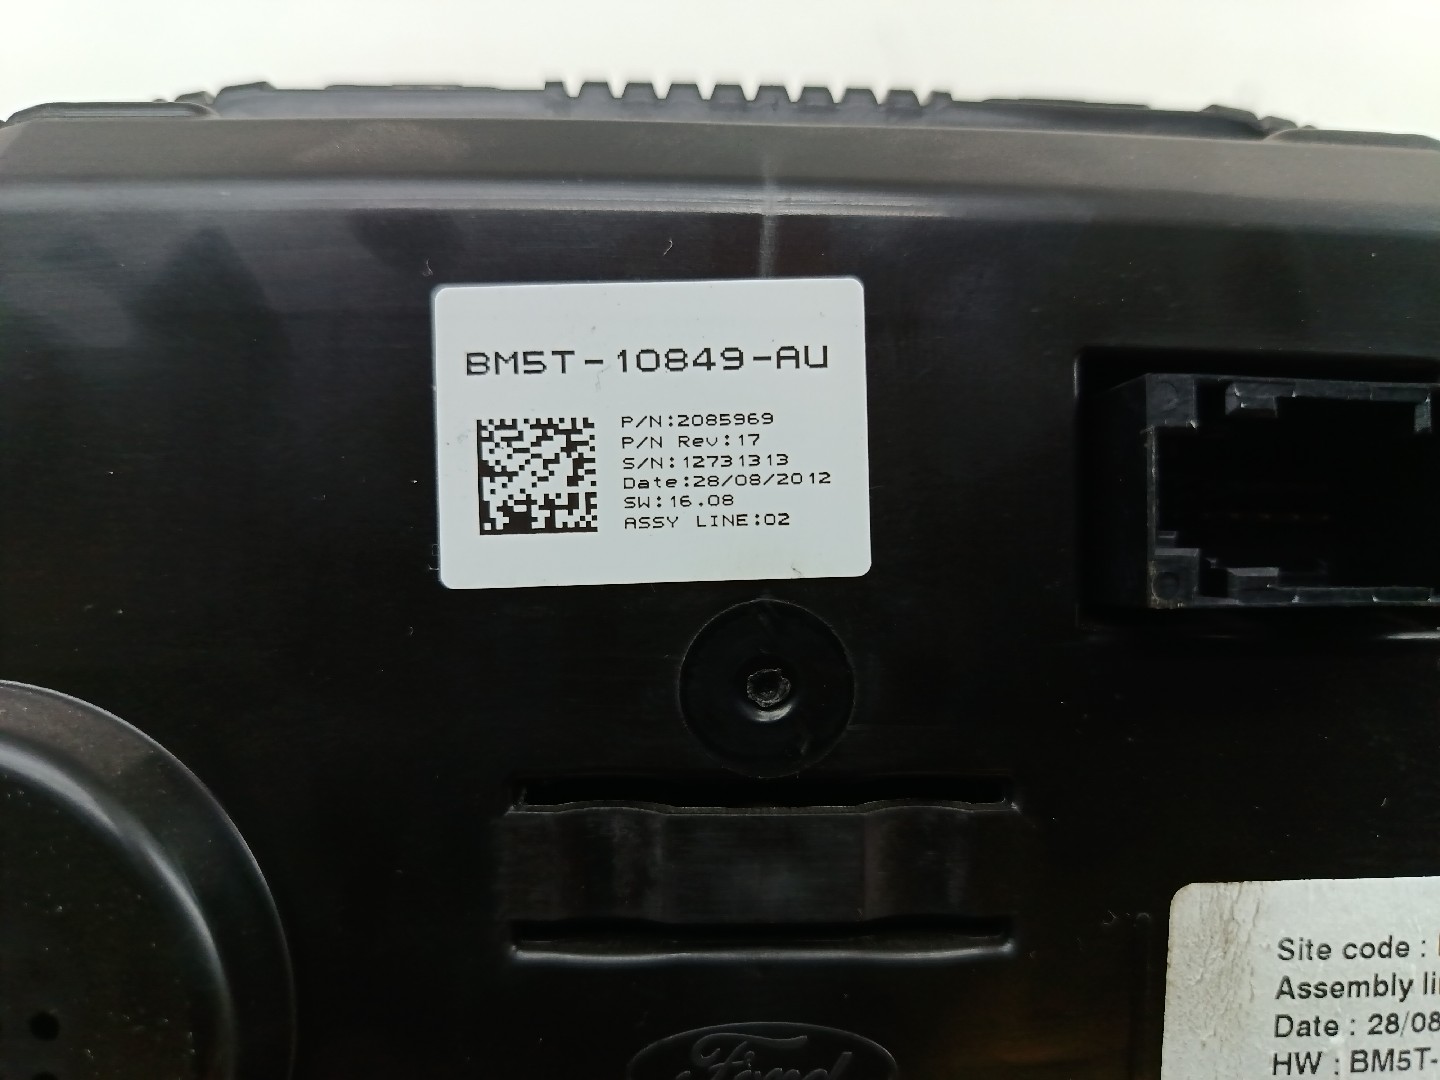 BM5T-10849-AU
P/N:2085969
P/N Rev:17
S/N:12731313
Date:28/08/2012
SW:16.08
ASSY LINE:02
Site code :
Assembly
Date : 28/08
HW : BM5T-
Ford